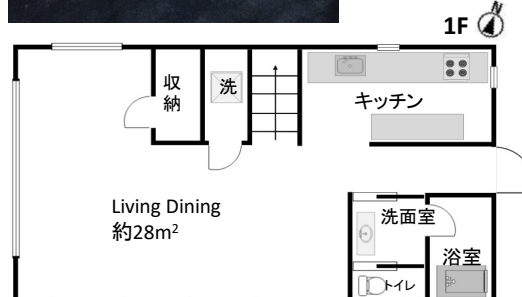 1F
N
収
納
洗
キッチン
Living Dining
約28m²
洗面室
浴室
トイレ